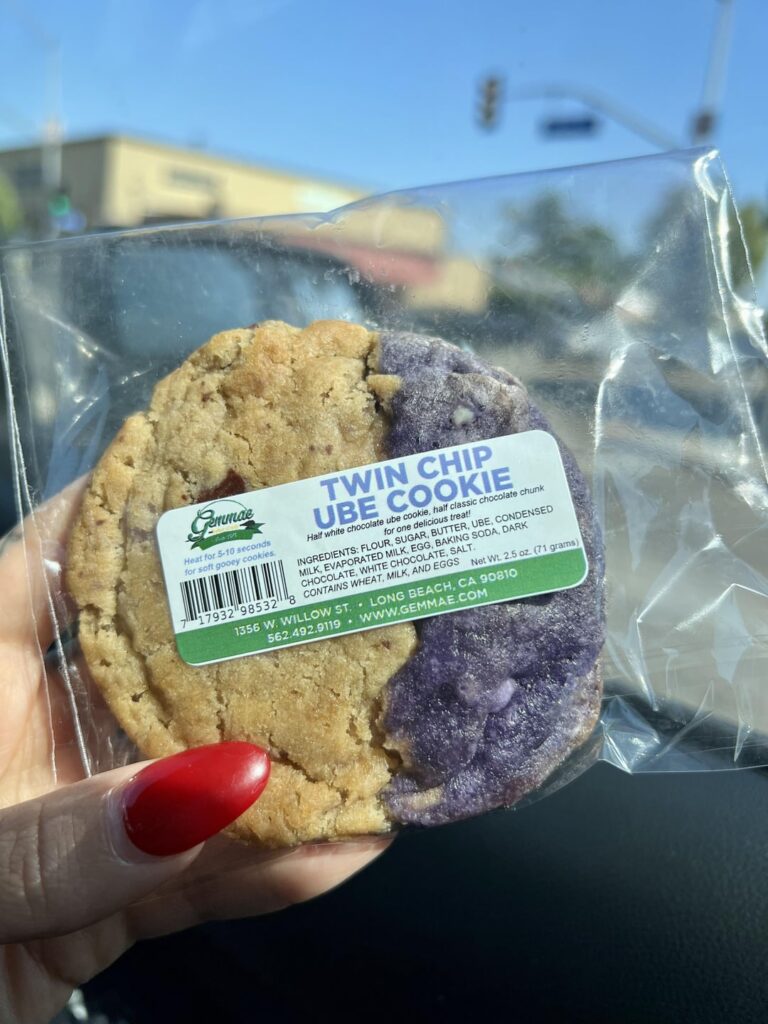 TWIN CHIP
UBE COOKIE
Half white chocolate ube cookie, half classic chocolate chunk
for one delicious treat!
Gemmae
Heat for 5-10 seconds
for soft gooey cookies.
INGREDIENTS: FLOUR, SUGAR, BUTTER, UBE, CONDENSED
MILK, EVAPORATED MILK, EGG, BAKING SODA, DARK
CHOCOLATE, WHITE CHOCOLATE, SALT.
CONTAINS WHEAT, MILK, AND EGGS
Net Wt. 2.5 oz. (71 grams)
7 17932 98532 8
1356 W. WILLOW ST. • LONG BEACH, CA 90810
562.492.9119 • WWW.GEMMAE.COM